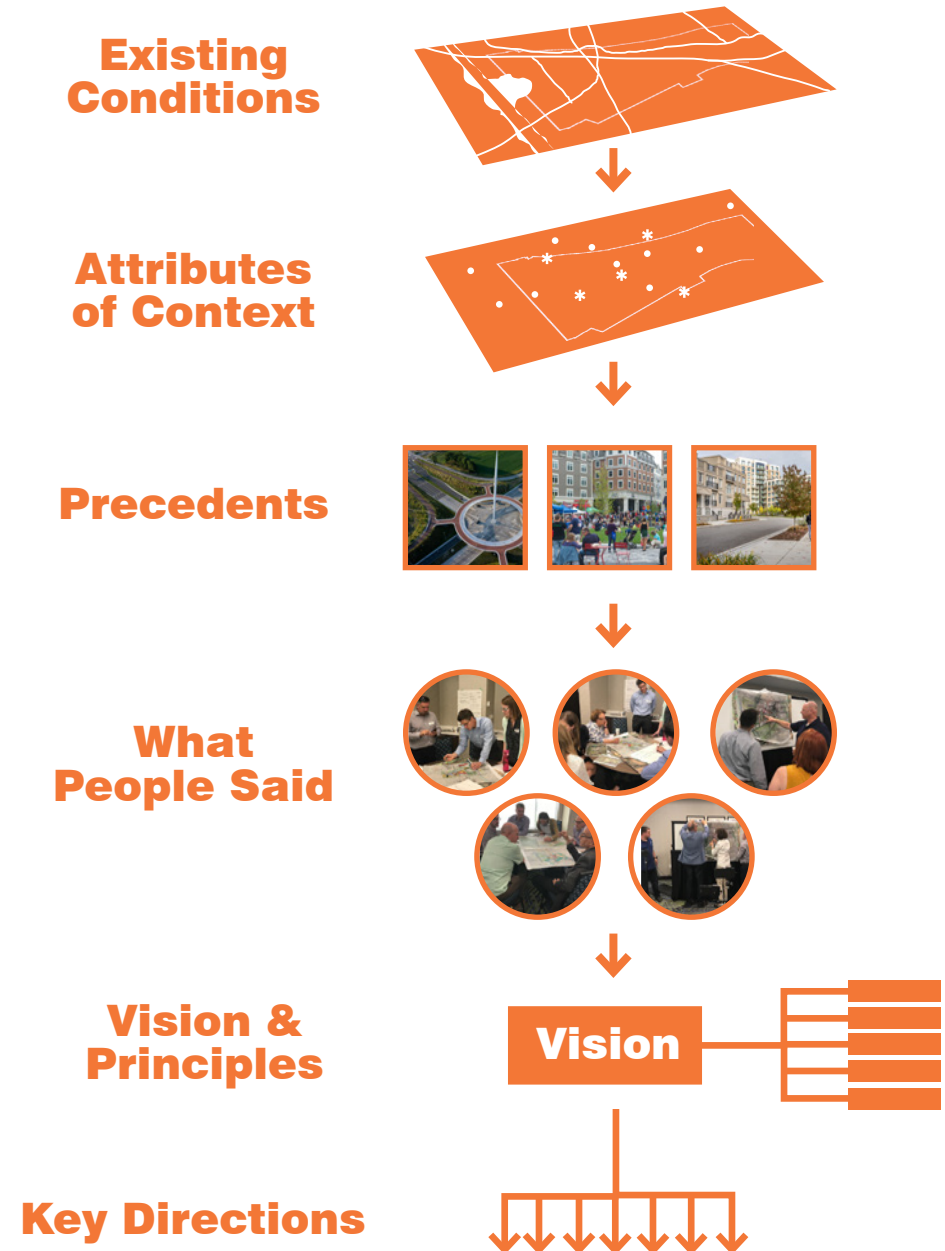 Existing
Conditions
Attributes
of Context
Precedents
What
People Said
Vision &
Principles
Vision
Key Directions